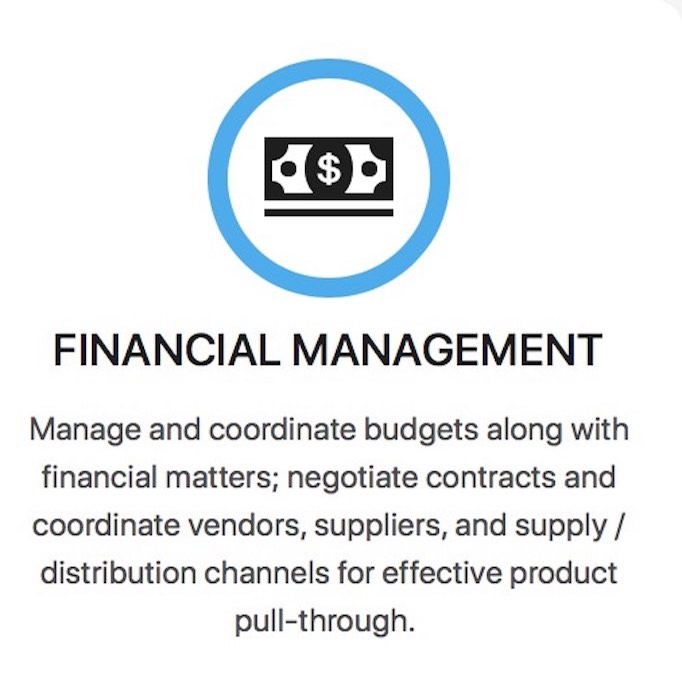 $
FINANCIAL MANAGEMENT
Manage and coordinate budgets along with
financial matters; negotiate contracts and
coordinate vendors, suppliers, and supply /
distribution channels for effective product
pull-through.